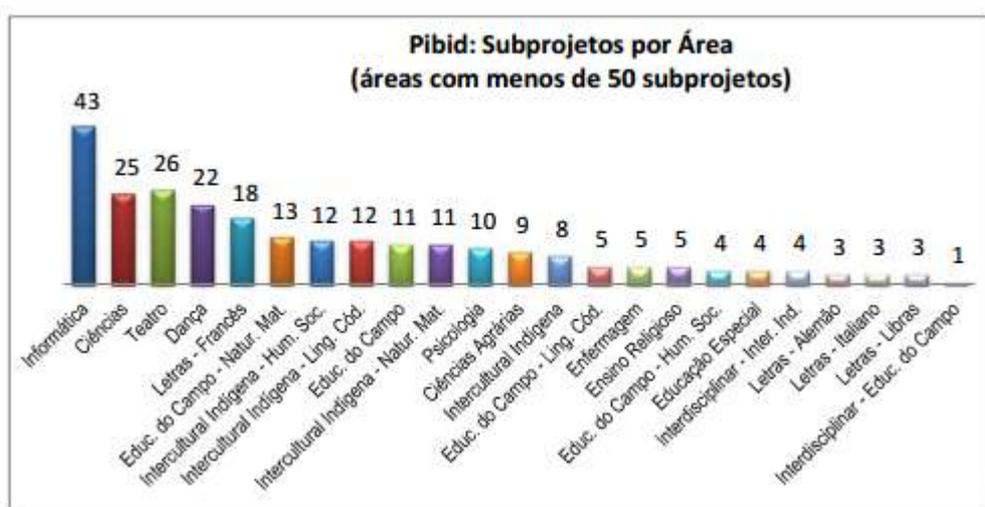 Pibid: Subprojetos por Área
(áreas com menos de 50 subprojetos)
43
25
26
22
18
13
12
12
11
11
10
9
8
5
5
5
4
4
4
3
3
3
1
Informática
Ciências
Teatro
Dança
Letras - Francês
Educ. do Campo - Natur. Mat.
Intercultural Indígena - Hum. Soc.
Intercultural Indígena - Ling. Cód.
Educ. do Campo
Intercultural Indígena - Natur. Mat.
Psicologia
Ciências Agrárias
Intercultural Indígena
Educ. do Campo - Ling. Cód.
Enfermagem
Ensino Religioso
Educ. do Campo - Hum. Soc.
Educação Especial
Interdisciplinar - Inter. Ind.
Letras - Alemão
Letras - Italiano
Letras - Libras
Interdisciplinar - Educ. do Campo